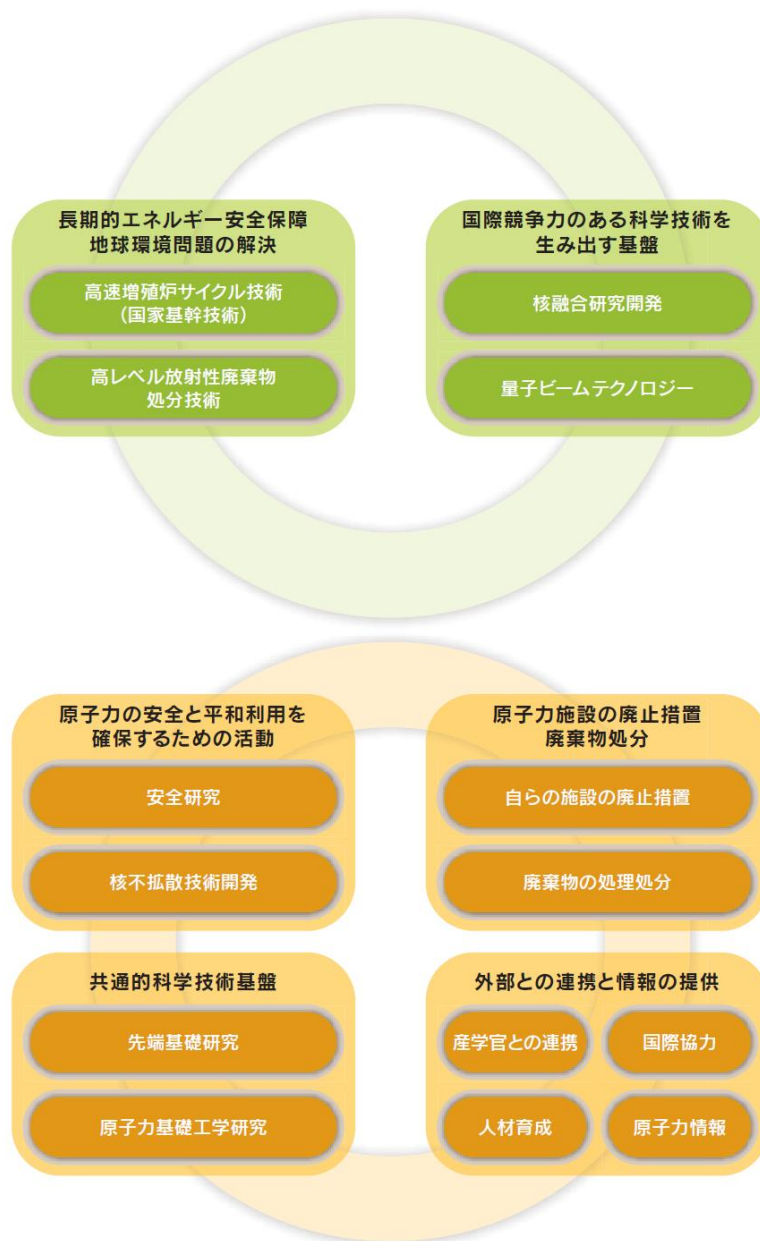 長期的エネルギー安全保障
地球環境問題の解決
高速増殖炉サイクル技術
(国家基幹技術)
高レベル放射性廃棄物
処分技術
国際競争力のある科学技術を
生み出す基盤
核融合研究開発
量子ビームテクノロジー
原子力の安全と平和利用を
確保するための活動
安全研究
核不拡散技術開発
原子力施設の廃止措置
廃棄物処分
自らの施設の廃止措置
廃棄物の処理処分
共通的科学技術基盤
先端基礎研究
原子力基礎工学研究
外部との連携と情報の提供
産学官との連携
国際協力
人材育成
原子力情報